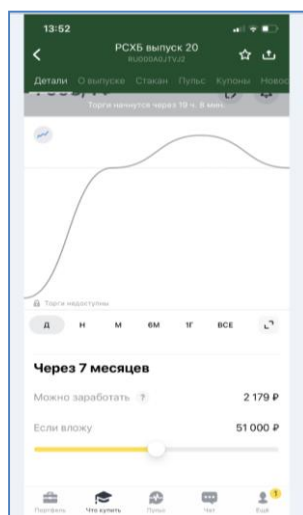 13:52
РСХБ выпуск 20
RU000A0JTVJ2
Детали О выпуске Стакан Пульс Купоны Новос
Торги начнутся через 19 ч. 8 мин.
Торги недоступны
Д Н М 6М 1Г ВСЕ
Через 7 месяцев
Можно заработать ? 2 179 ₽
Если вложу 51 000 ₽
1
Портфель Что купить Пульс Чат Ещё